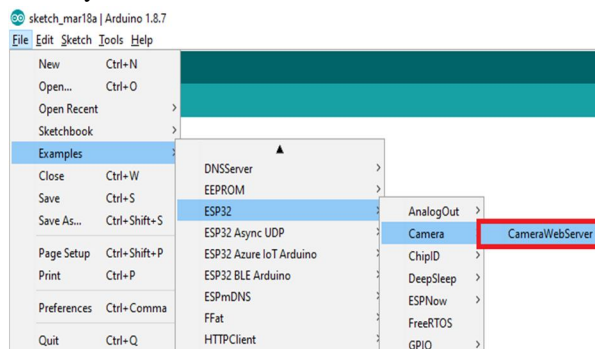 sketch_mar18a | Arduino 1.8.7
File Edit Sketch Tools Help
New Ctrl+N
Open... Ctrl+O
Open Recent
Sketchbook
Examples
Close Ctrl+W
Save Ctrl+S
Save As... Ctrl+Shift+S
Page Setup Ctrl+Shift+P
Print Ctrl+P
Preferences Ctrl+Comma
Quit Ctrl+Q
DNSServer
EEPROM
ESP32
ESP32 Async UDP
ESP32 Azure IoT Arduino
ESP32 BLE Arduino
ESPmDNS
FFat
HTTPClient
AnalogOut
Camera
ChipID
DeepSleep
ESPNow
FreeRTOS
GPIO
CameraWebServer